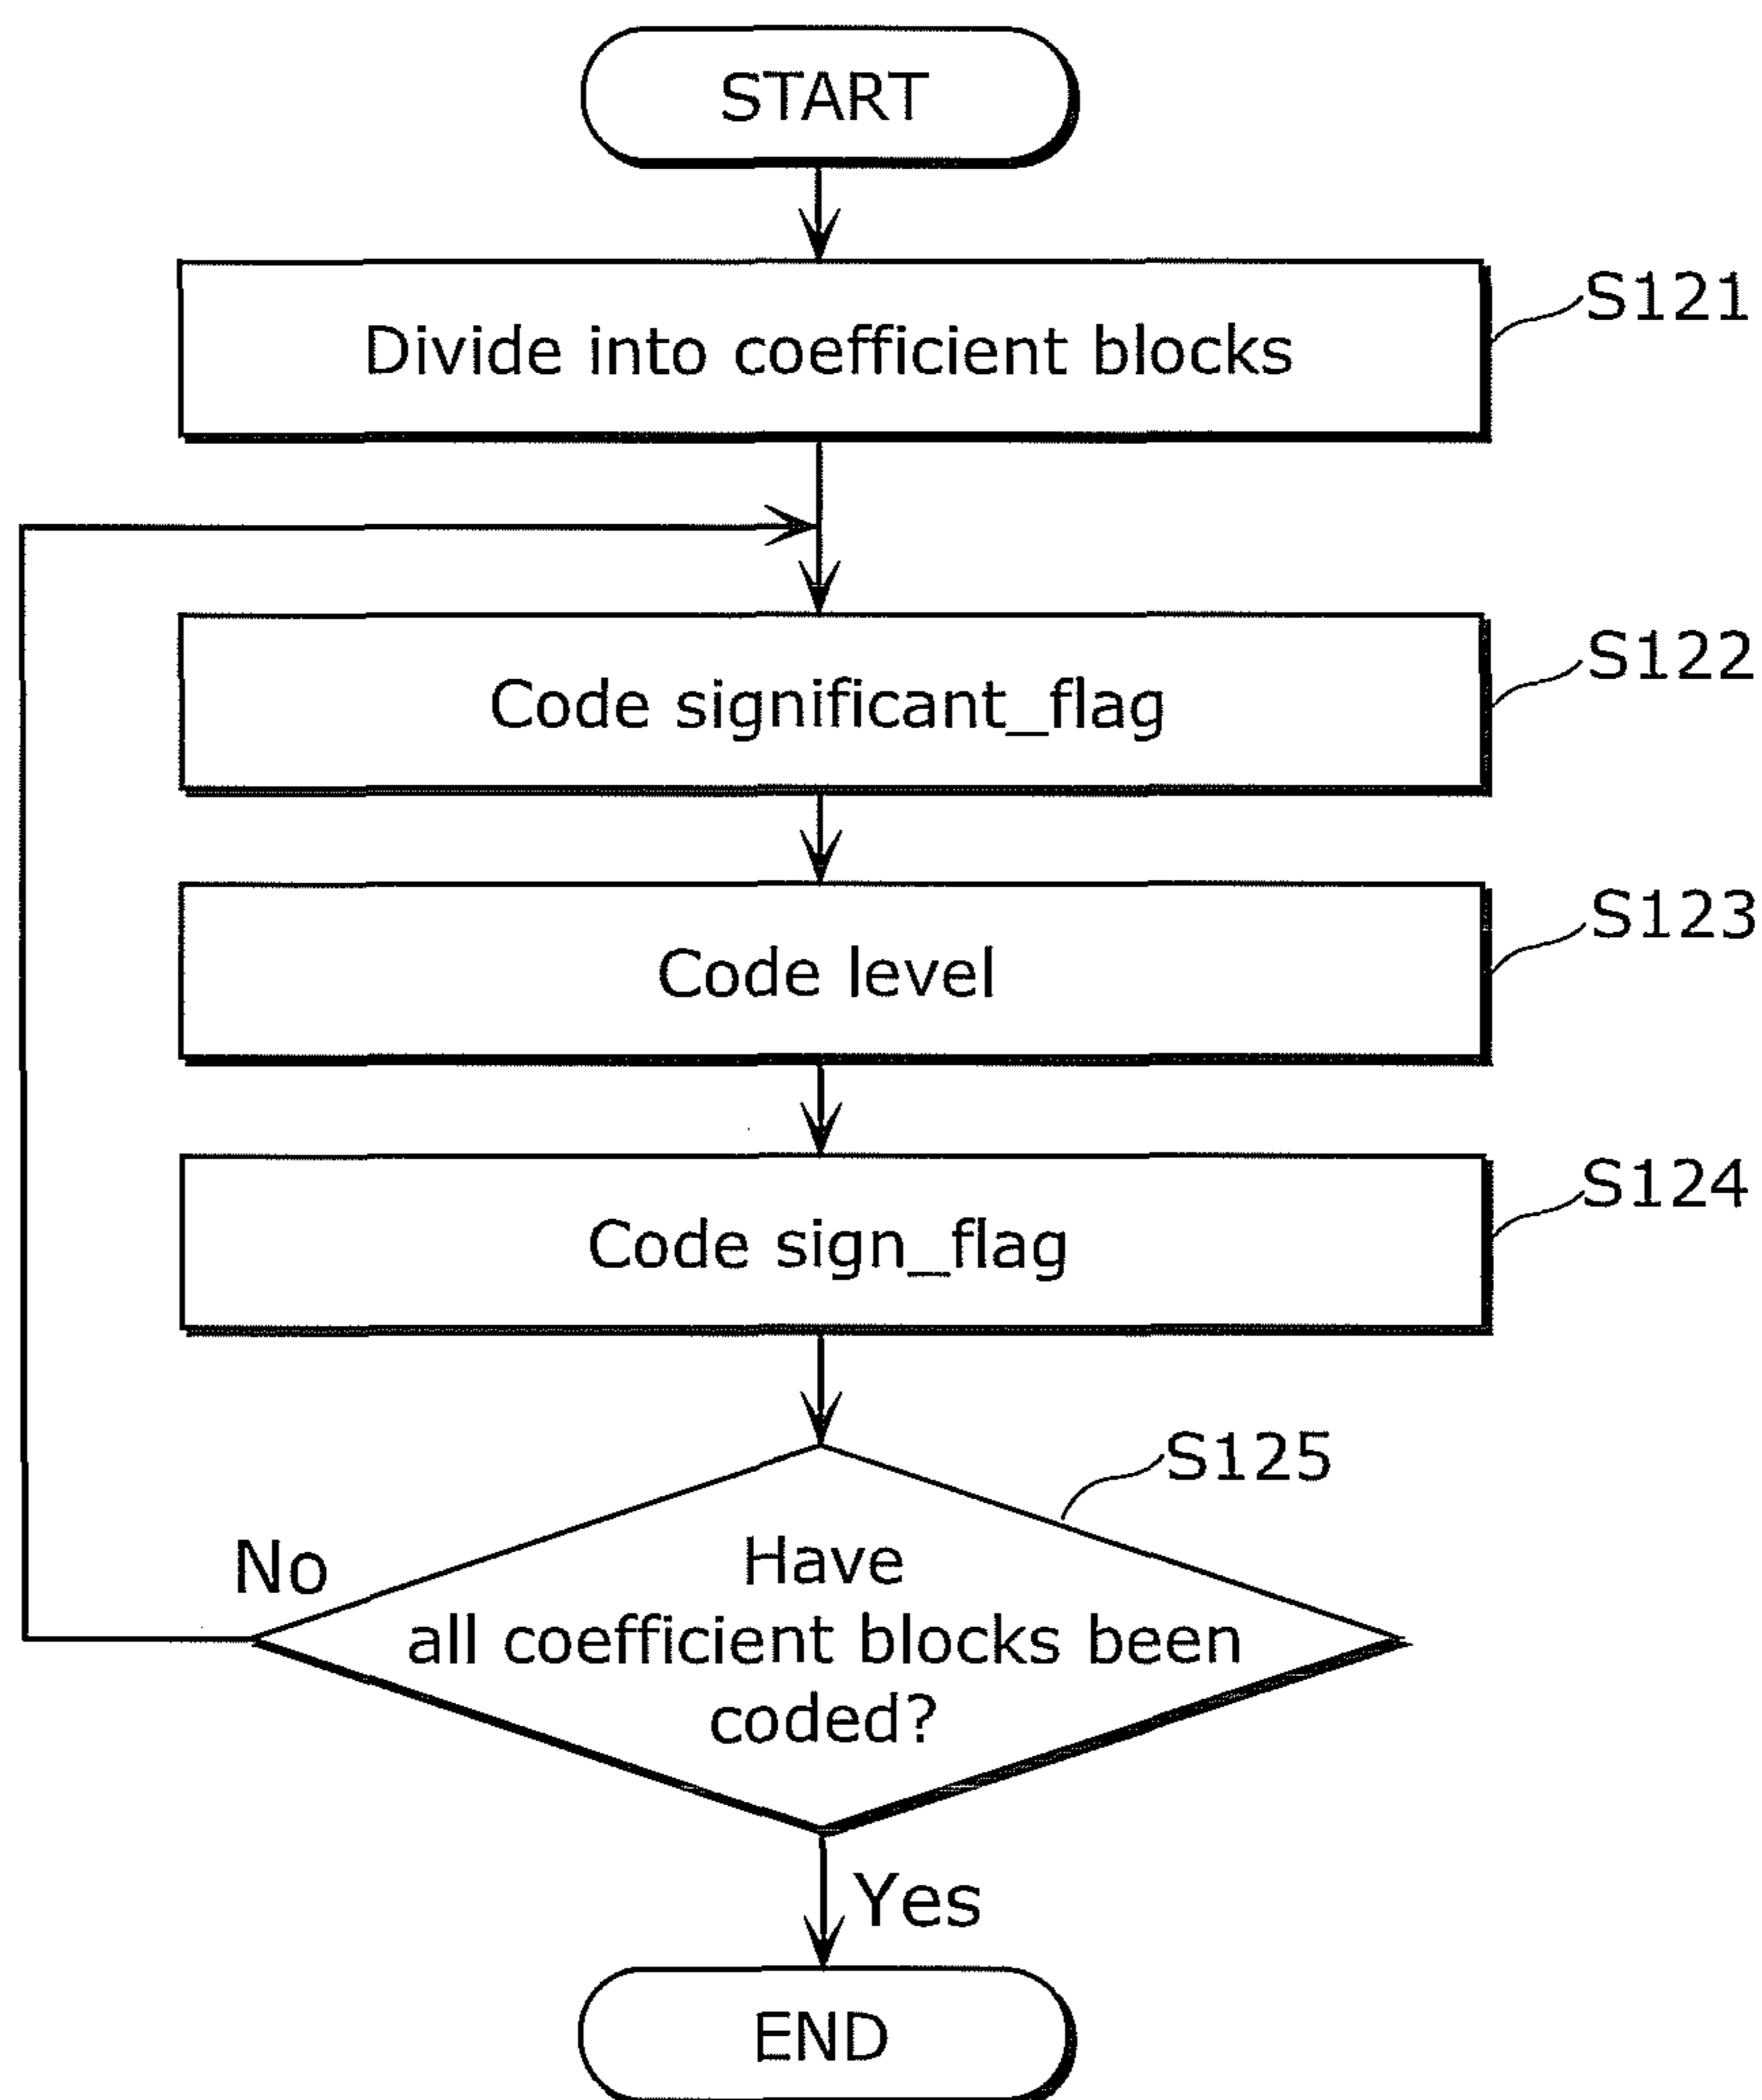 START
Divide into coefficient blocks
S121
Code significant_flag
S122
Code level
S123
Code sign_flag
S124
S125
Have
all coefficient blocks been
coded?
No
Yes
END